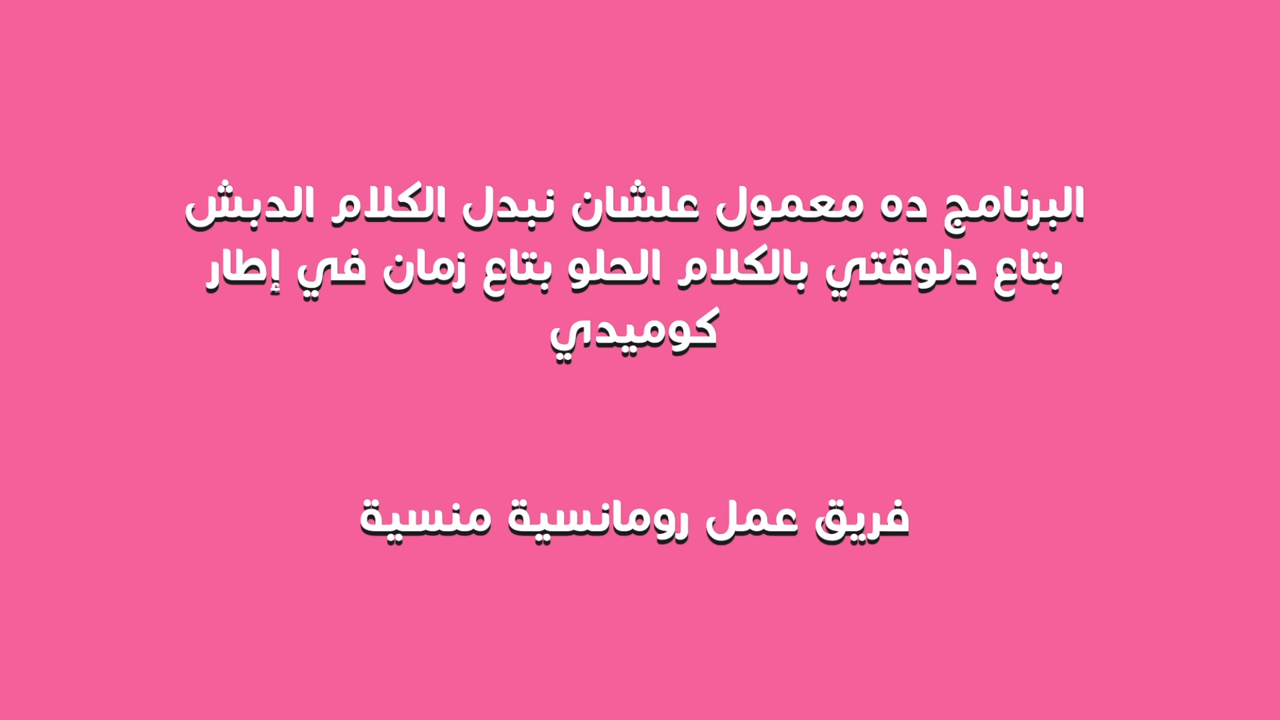 البرنامج ده معمول علشان نبدل الكلام الدبش
بتاع دلوقتي بالكلام الحلو بتاع زمان في إطار
كوميدي
فريق عمل رومانسية منسية